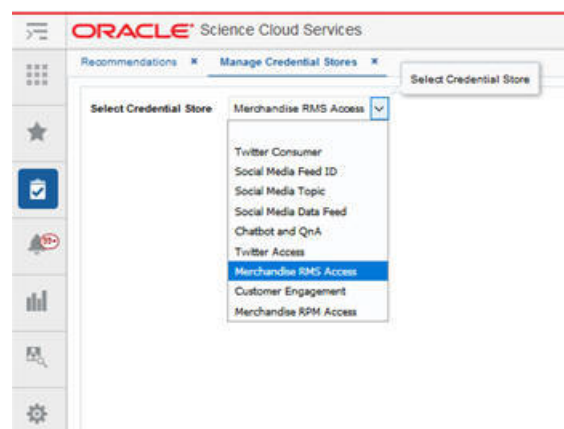 ORACLE® Science Cloud Services
Recommendations × Manage Credential Stores ×
Select Credential Store
Select Credential Store Merchandise RMS Access
Twitter Consumer
Social Media Feed ID
Social Media Topic
Social Media Data Feed
Chatbot and QnA
Twitter Access
99+
Merchandise RMS Access
Customer Engagement
Merchandise RPM Access